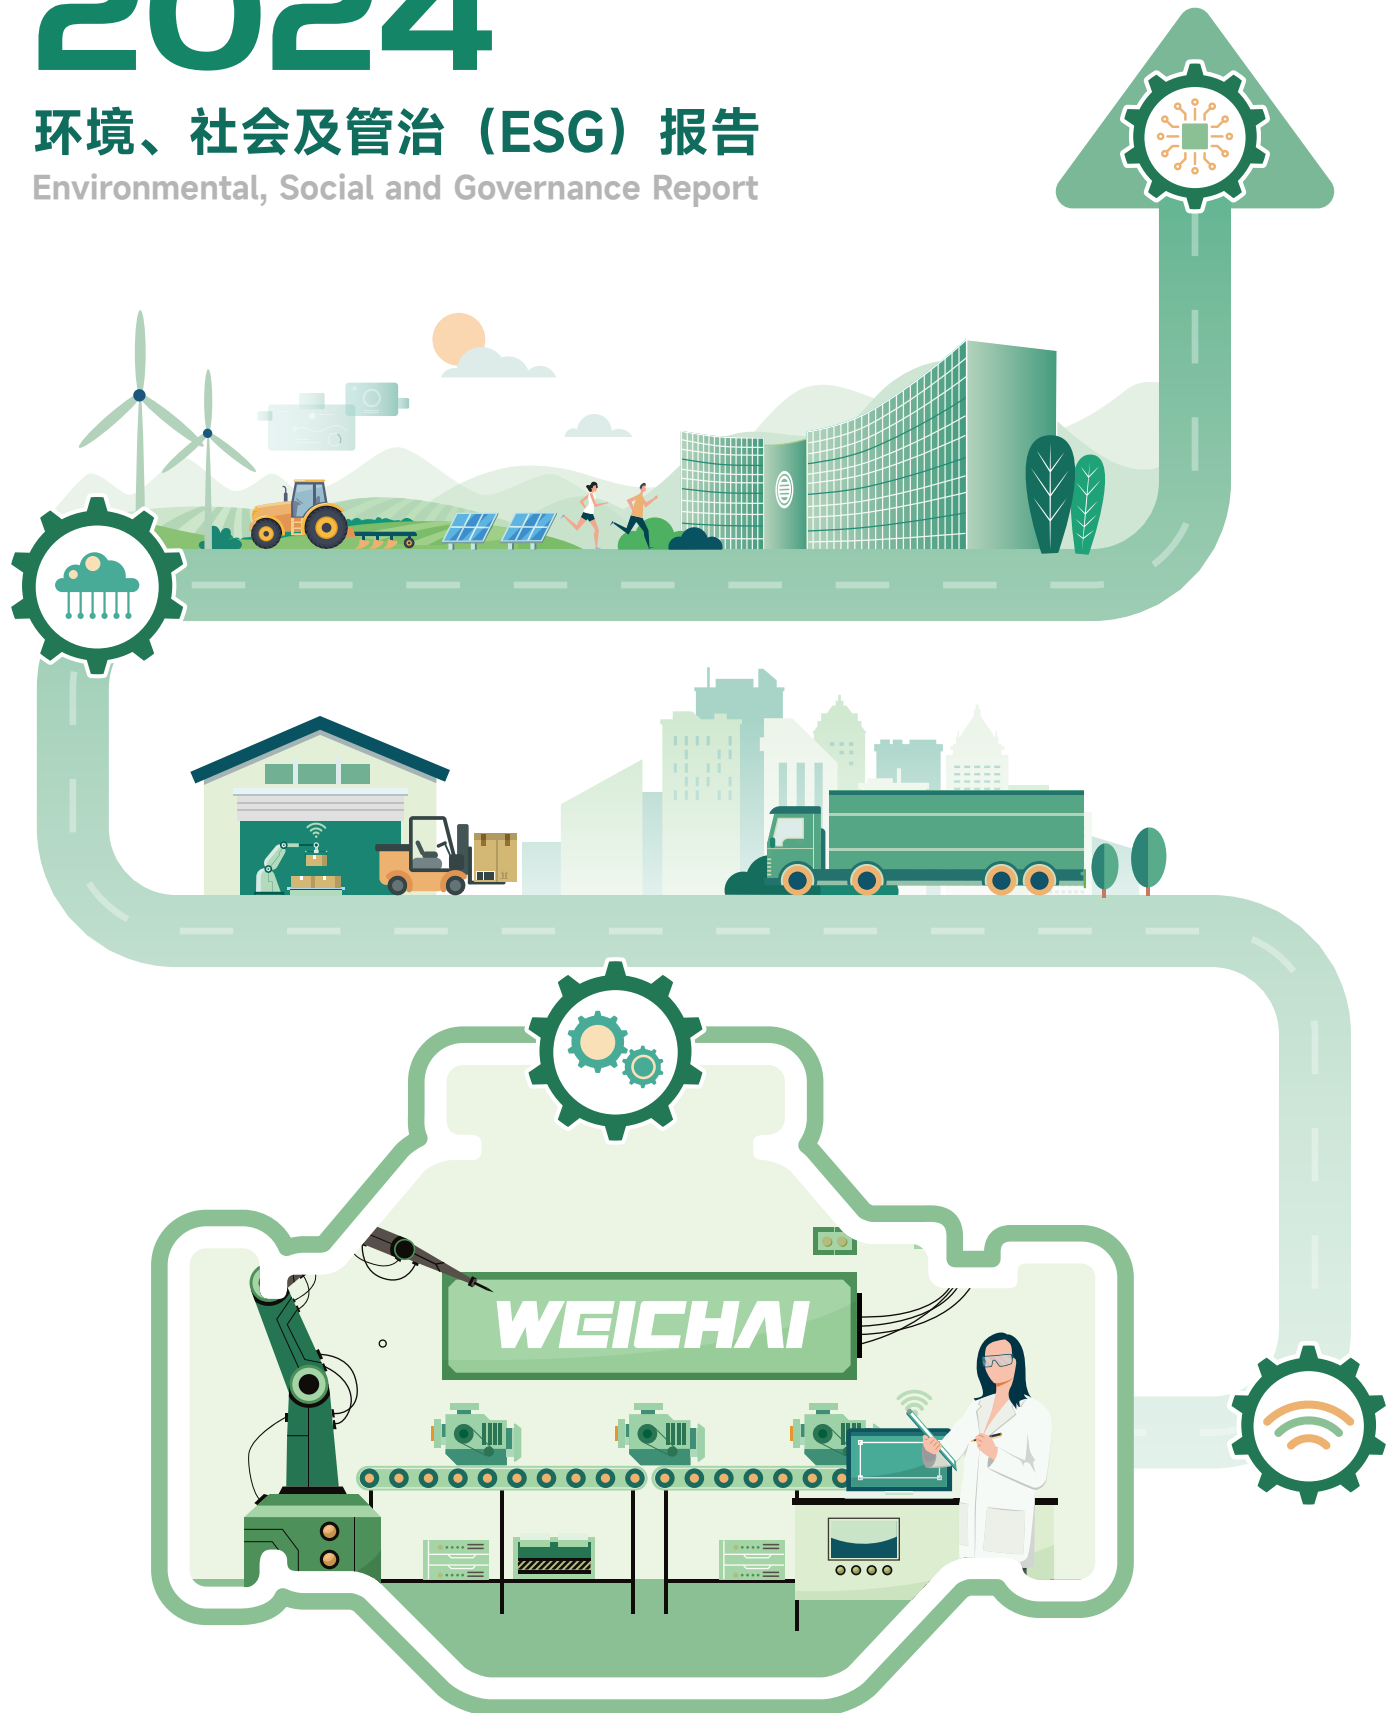 2024
环境、社会及管治（ESG）报告
Environmental, Social and Governance Report
WEICHAI